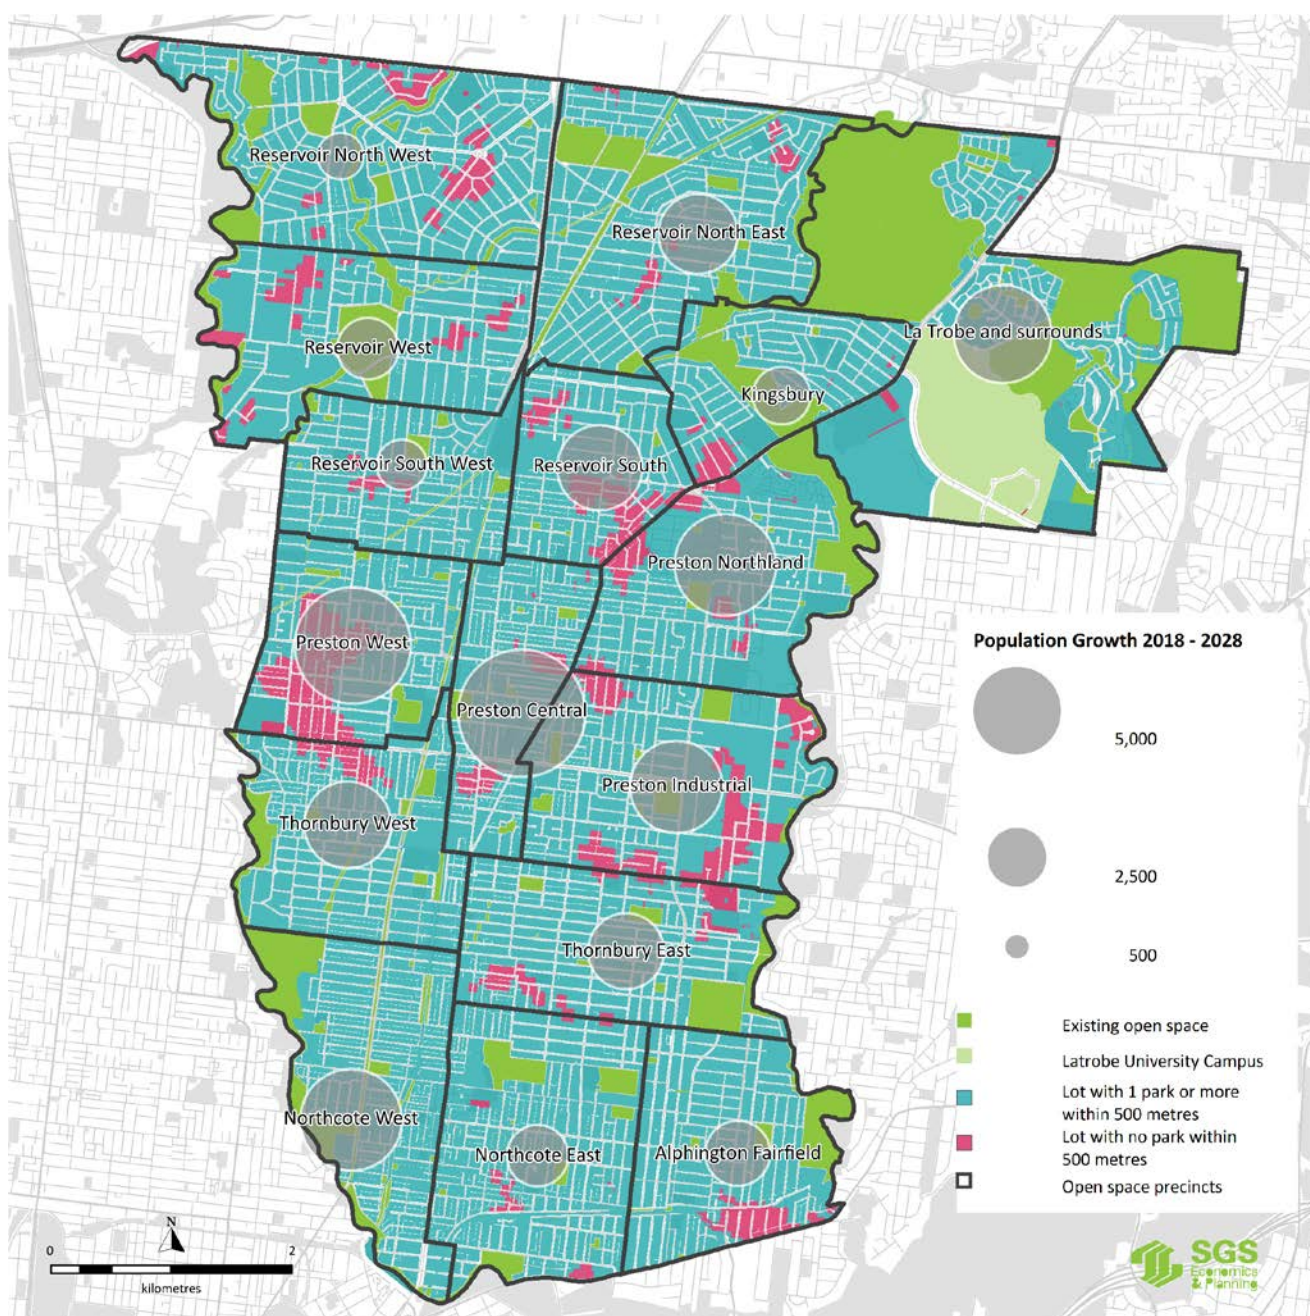 Reservoir North West
Reservoir North East
La Trobe and surrounds
Reservoir West
Kingsbury
Reservoir South West
Reservoir South
Preston Northland
Preston West
Preston Central
Preston Industrial
Thornbury West
Thornbury East
Northcote West
Northcote East
Alphington Fairfield
Population Growth 2018 - 2028
5,000
2,500
500
Existing open space
Latrobe University Campus
Lot with 1 park or more
within 500 metres
Lot with no park within
500 metres
Open space precincts
N
0
2
kilometres
SGS
Economics
& Planning